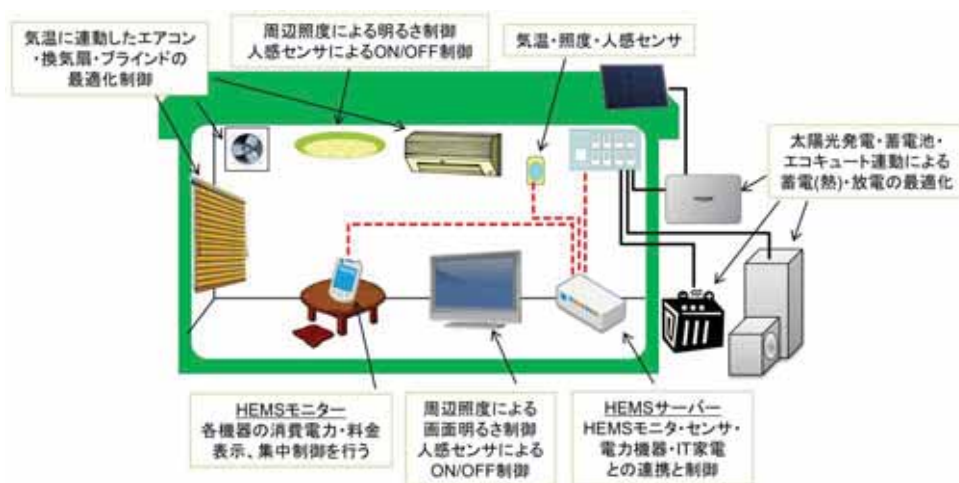 気温に連動したエアコン
・換気扇・ブラインドの
最適化制御
周辺照度による明るさ制御
人感センサによるON/OFF制御
気温・照度・人感センサ
太陽光発電・蓄電池・
エコキュート連動による
蓄電(熱)・放電の最適化
HEMSモニター
各機器の消費電力・料金
表示、集中制御を行う
周辺照度による
画面明るさ制御
人感センサによる
ON/OFF制御
HEMSサーバー
HEMSモニタ・センサ・
電力機器・IT家電
との連携と制御